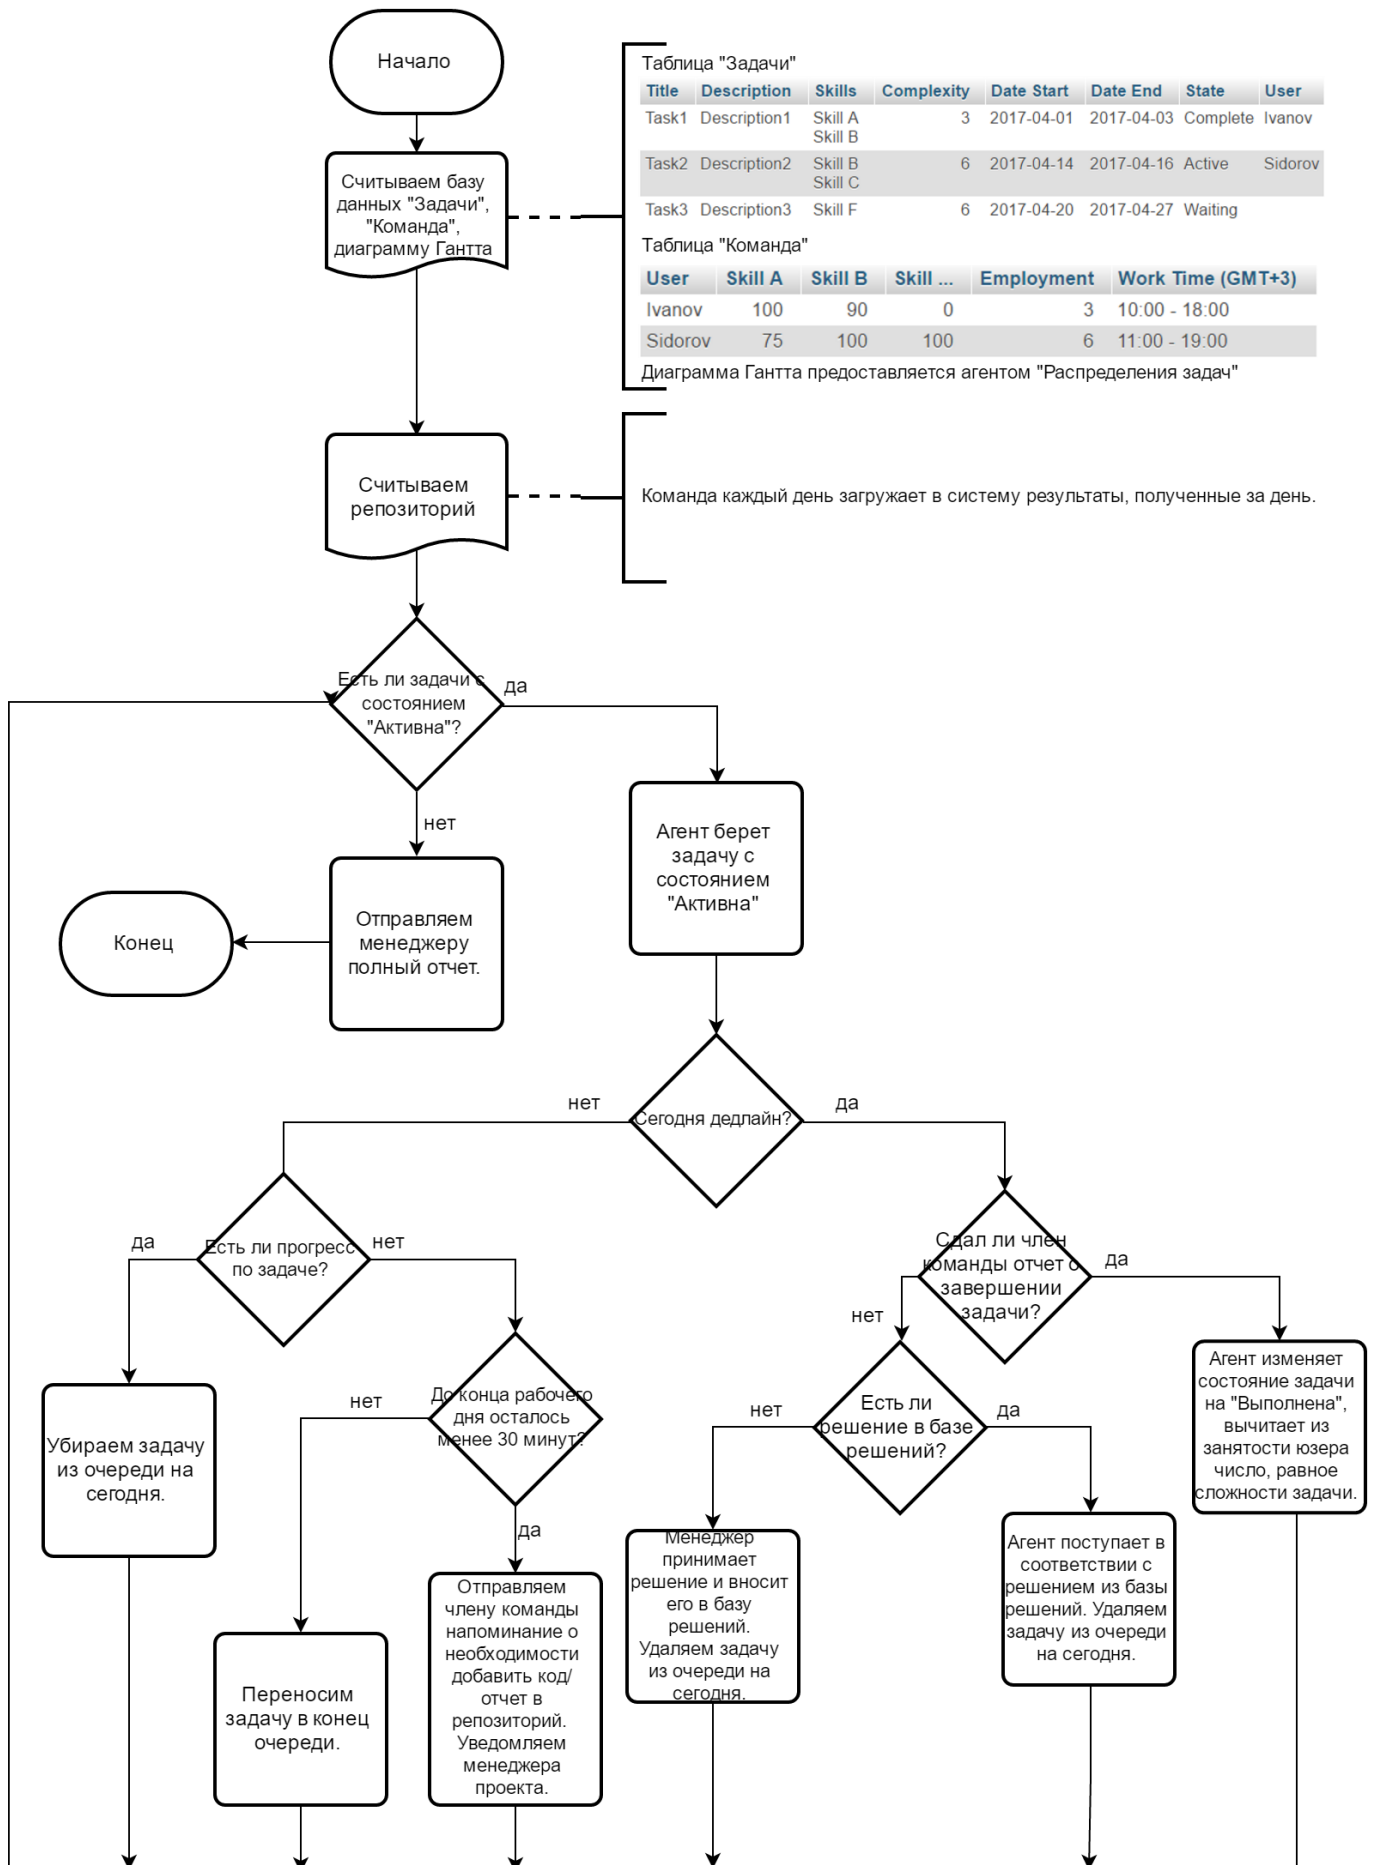 Начало
Считываем базу
данных "Задачи",
"Команда",
диаграмму Гантта
Таблица "Задачи"
Title Description Skills Complexity Date Start Date End State User
Task1 Description1 Skill A 3 2017-04-01 2017-04-03 Complete Ivanov
Skill B
Task2 Description2 Skill B 6 2017-04-14 2017-04-16 Active Sidorov
Skill C
Task3 Description3 Skill F 6 2017-04-20 2017-04-27 Waiting
Таблица "Команда"
User Skill A Skill B Skill ... Employment Work Time (GMT+3)
Ivanov 100 90 0 3 10:00 - 18:00
Sidorov 75 100 100 6 11:00 - 19:00
Диаграмма Гантта предоставляется агентом "Распределения задач"
Считываем
репозиторий
Команда каждый день загружает в систему результаты, полученные за день.
Есть ли задачи с
состоянием
"Активна"?
да
нет
Агент берет
задачу с
состоянием
"Активна"
Отправляем
менеджеру
полный отчет.
Конец
Сегодня дедлайн?
нет
да
Есть ли прогресс
по задаче?
да
нет
Сдал ли член
команды отчет о
завершении
задачи?
да
нет
До конца рабочего
дня осталось
менее 30 минут?
нет
да
Есть ли
решение в базе
решений?
нет
да
Агент изменяет
состояние задачи
на "Выполнена",
вычитает из
занятости юзера
число, равное
сложности задачи.
Убираем задачу
из очереди на
сегодня.
Переносим
задачу в конец
очереди.
Отправляем
члену команды
напоминание о
необходимости
добавить код/
отчет в
репозиторий.
Уведомляем
менеджера
проекта.
Менеджер
принимает
решение и вносит
его в базу
решений.
Удаляем задачу
из очереди на
сегодня.
Агент поступает в
соответствии с
решением из базы
решений. Удаляем
задачу из очереди
на сегодня.